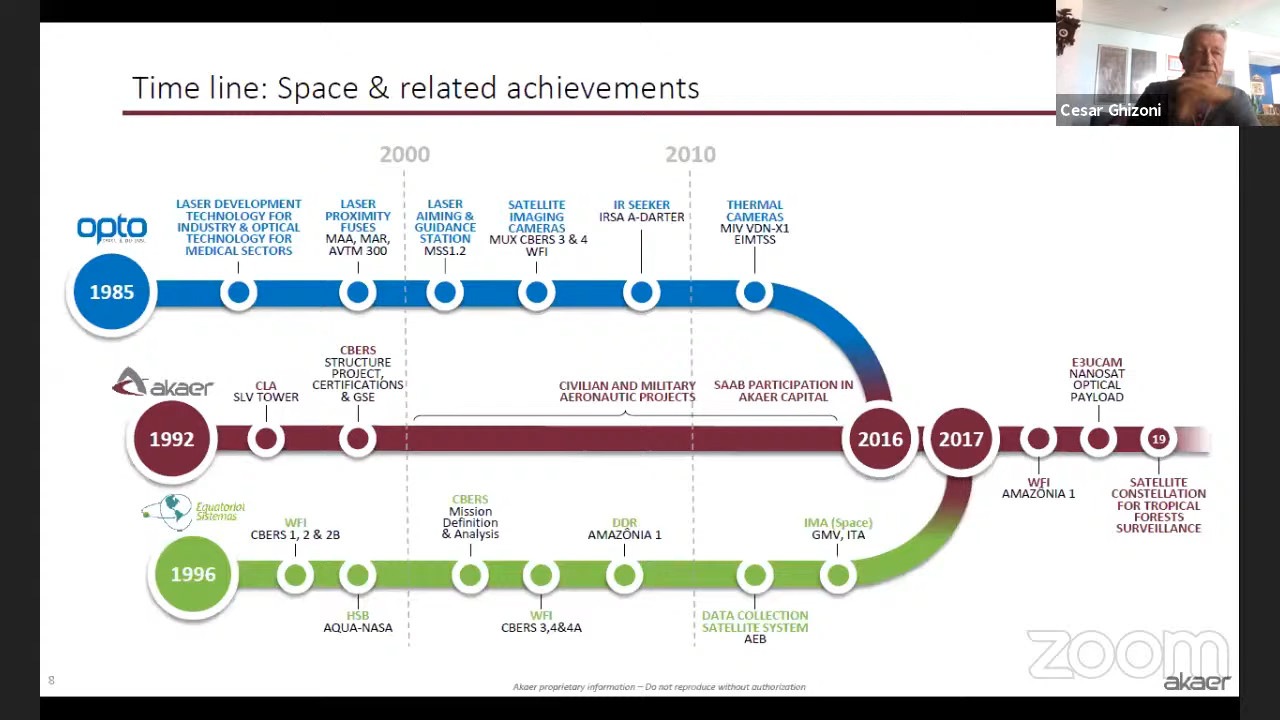 Time line: Space & related achievements
Cesar Ghizoni
2000
2010
opto
LASER DEVELOPMENT
TECHNOLOGY FOR
INDUSTRY & OPTICAL
TECHNOLOGY FOR
MEDICAL SECTORS
LASER
PROXIMITY
FUSES
MAA, MAR,
AVTM 300
LASER
AIMING &
GUIDANCE
STATION
MSS1.2
SATELLITE
IMAGING
CAMERAS
MUX CBERS 3 & 4
WFI
IR SEEKER
IRSA A-DARTER
THERMAL
CAMERAS
MIV VDN-X1
EIMTSS
1985
akaer
CLA
SLV TOWER
CBERS
STRUCTURE
PROJECT,
CERTIFICATIONS
& GSE
CIVILIAN AND MILITARY
AERONAUTIC PROJECTS
SAAB PARTICIPATION IN
AKAER CAPITAL
E3UCAM
NANOSAT
OPTICAL
PAYLOAD
1992
2016
2017
19
WFI
AMAZÔNIA 1
SATELLITE
CONSTELLATION
FOR TROPICAL
FORESTS
SURVEILLANCE
Equatorial
Sistemas
WFI
CBERS 1, 2 & 2B
CBERS
Mission
Definition
& Analysis
DDR
AMAZÔNIA 1
IMA (Space)
GMV, ITA
1996
HSB
AQUA-NASA
WFI
CBERS 3,4&4A
DATA COLLECTION
SATELLITE SYSTEM
AEB
zoom
akaer
8
Akaer proprietary information – Do not reproduce without authorization